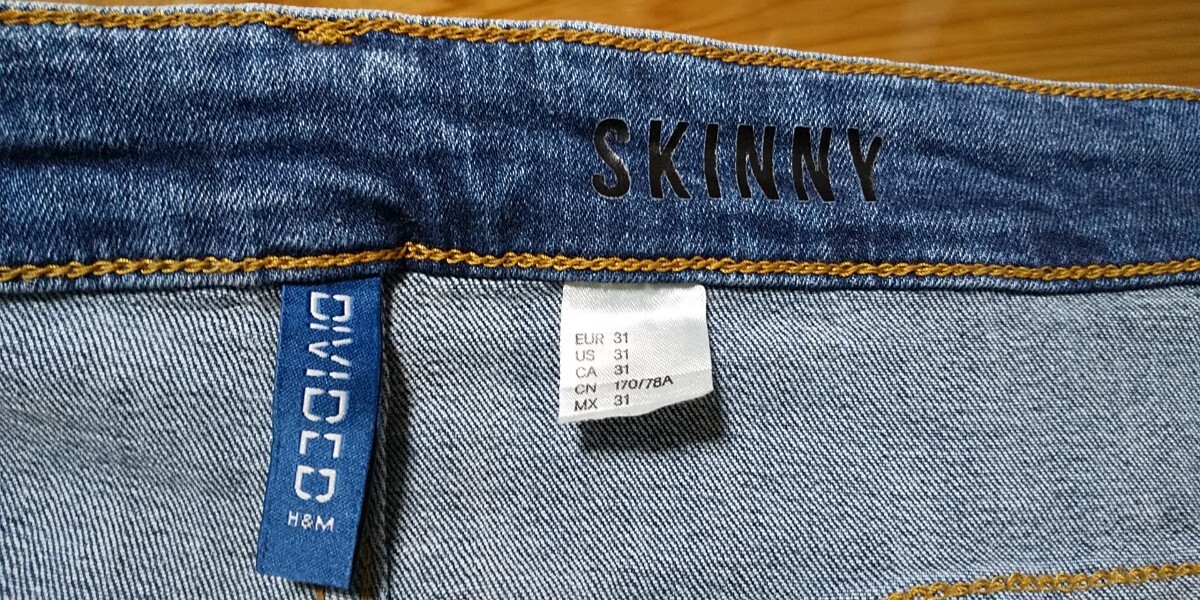 SKINNY
DIVIDED
H&M
EUR 31
US 31
CA 31
CN 170/78A
MX 31